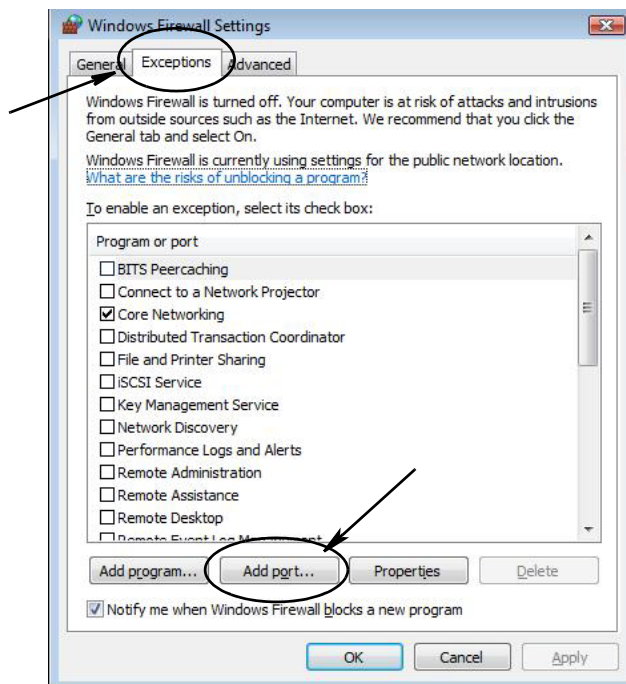 Windows Firewall Settings
General Exceptions Advanced
Windows Firewall is turned off. Your computer is at risk of attacks and intrusions
from outside sources such as the Internet. We recommend that you click the
General tab and select On.
Windows Firewall is currently using settings for the public network location.
What are the risks of unblocking a program?
To enable an exception, select its check box:
Program or port
BITS Peercaching
Connect to a Network Projector
Core Networking
Distributed Transaction Coordinator
File and Printer Sharing
iSCSI Service
Key Management Service
Network Discovery
Performance Logs and Alerts
Remote Administration
Remote Assistance
Remote Desktop
Remote Event Log Management
Add program... Add port... Properties Delete
Notify me when Windows Firewall blocks a new program
OK Cancel Apply